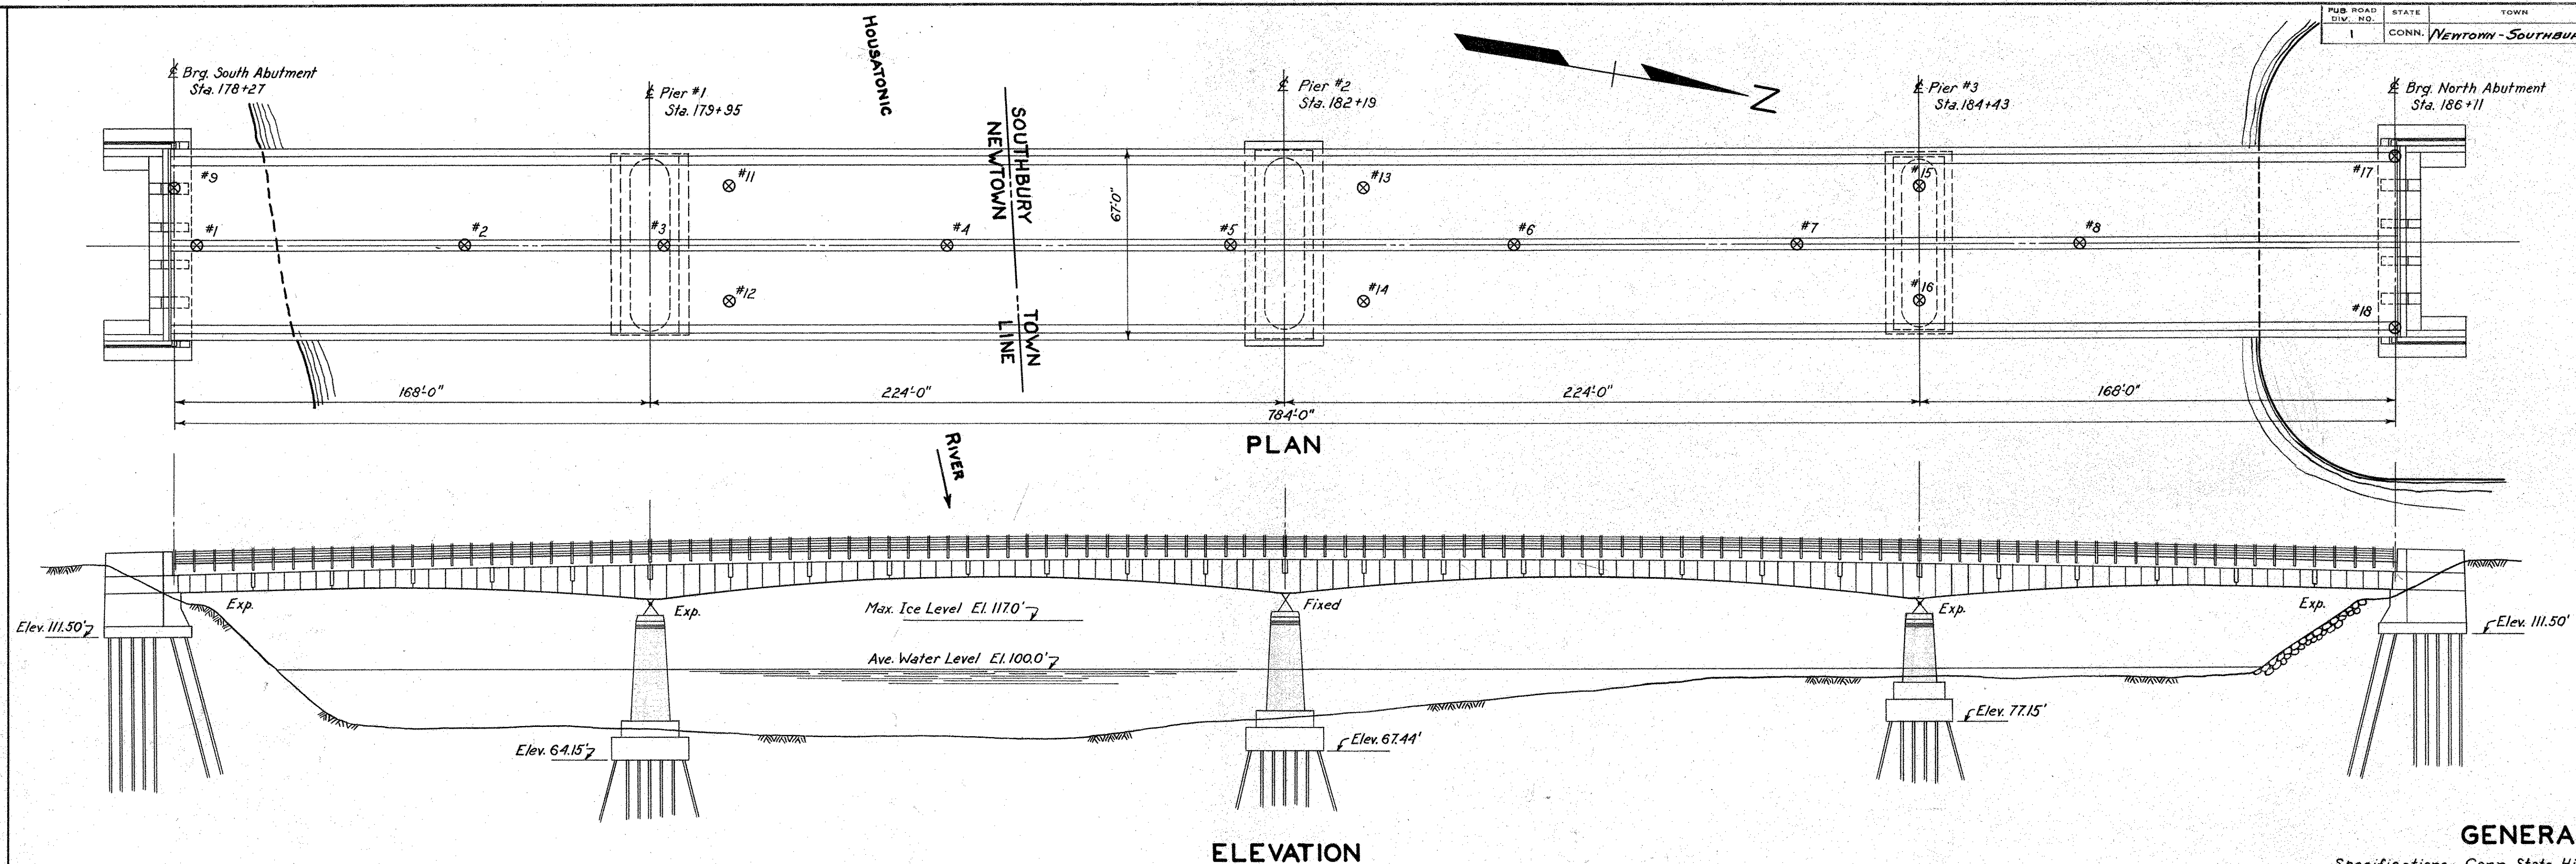 PUB. ROAD DIV. NO.
STATE
TOWN
1
CONN.
NEWTOWN - SOUTHBU
HOUSATONIC
℄ Brg. South Abutment
Sta. 178+27
℄ Pier #1
Sta. 179+95
℄ Pier #2
Sta. 182+19
℄ Pier #3
Sta. 184+43
℄ Brg. North Abutment
Sta. 186+11
N
SOUTHBURY
NEWTOWN
TOWN
LINE
67'-0"
#9
#11
#13
#15
#17
#1
#2
#3
#4
#5
#6
#7
#8
#12
#14
#16
#18
168'-0"
224'-0"
224'-0"
168'-0"
784'-0"
PLAN
RIVER
Exp.
Exp.
Max. Ice Level El. 117.0'
Fixed
Exp.
Exp.
Elev. 111.50'
Elev. 111.50'
Ave. Water Level El. 100.0'
Elev. 64.15'
Elev. 67.44'
Elev. 77.15'
ELEVATION
GENERA
Specifications: Conn. State Hi